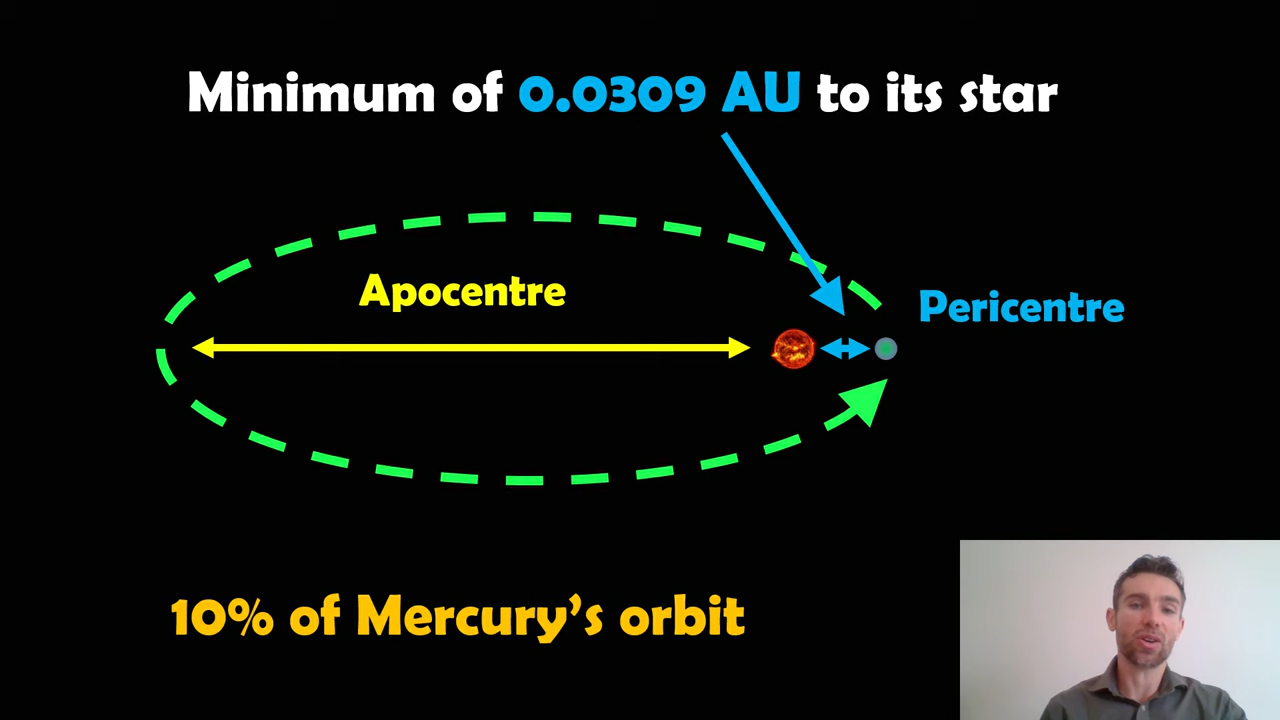 Minimum of 0.0309 AU to its star
Apocentre
Pericentre
10% of Mercury's orbit